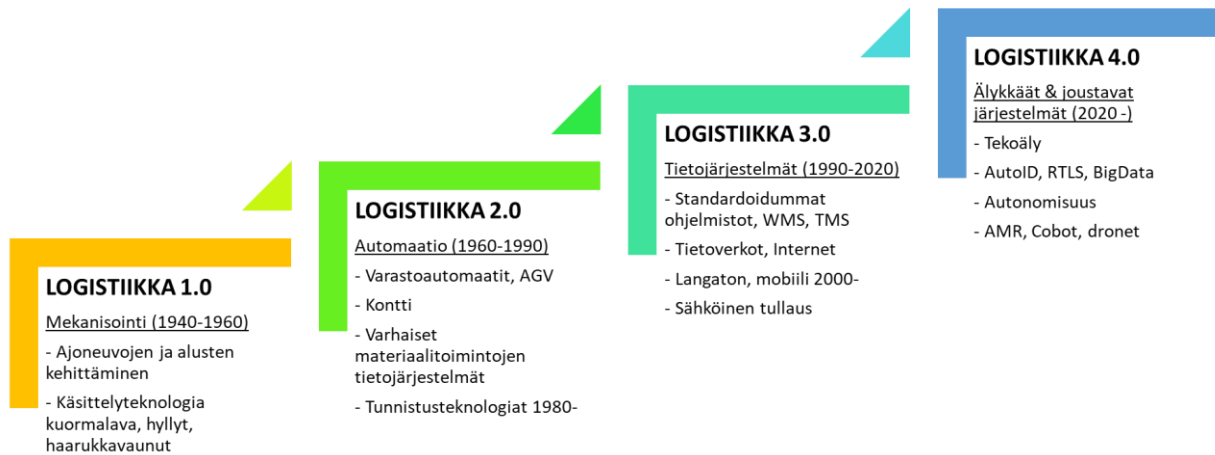 LOGISTIIKKA 1.0
Mekanisointi (1940-1960)
- Ajoneuvojen ja alusten
kehittäminen
- Käsittelyteknologia
kuormalava, hyllyt,
haarukkavaunut
LOGISTIIKKA 2.0
Automaatio (1960-1990)
- Varastoautomaatit, AGV
- Kontti
- Varhaiset
materiaalitoimintojen
tietojärjestelmät
- Tunnistusteknologiat 1980-
LOGISTIIKKA 3.0
Tietojärjestelmät (1990-2020)
- Standardoidummat
ohjelmistot, WMS, TMS
- Tietoverkot, Internet
- Langaton, mobiili 2000-
- Sähköinen tullaus
LOGISTIIKKA 4.0
Älykkäät & joustavat
järjestelmät (2020 -)
- Tekoäly
- AutoID, RTLS, BigData
- Autonomisuus
- AMR, Cobot, dronet